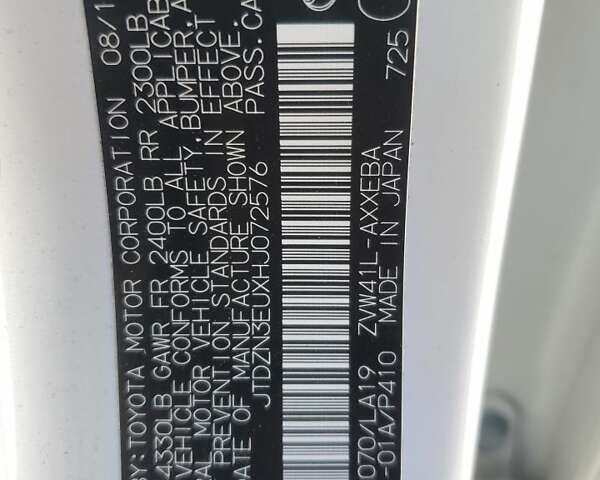 BY: TOYOTA MOTOR CORPORATION 08/1
4330LB GAWR FR 2400LB RR 2300LB
VEHICLE CONFORMS TO ALL APPLICAB
RAL MOTOR VEHICLE SAFETY, BUMPER, A
PREVENTION STANDARDS IN EFFECT
DATE OF MANUFACTURE SHOWN ABOVE.
JTDZN3EUXHJ072576 PASS.CA
070/LA19 ZVW41L-AXXEBA
-01A/P410 MADE IN JAPAN 725